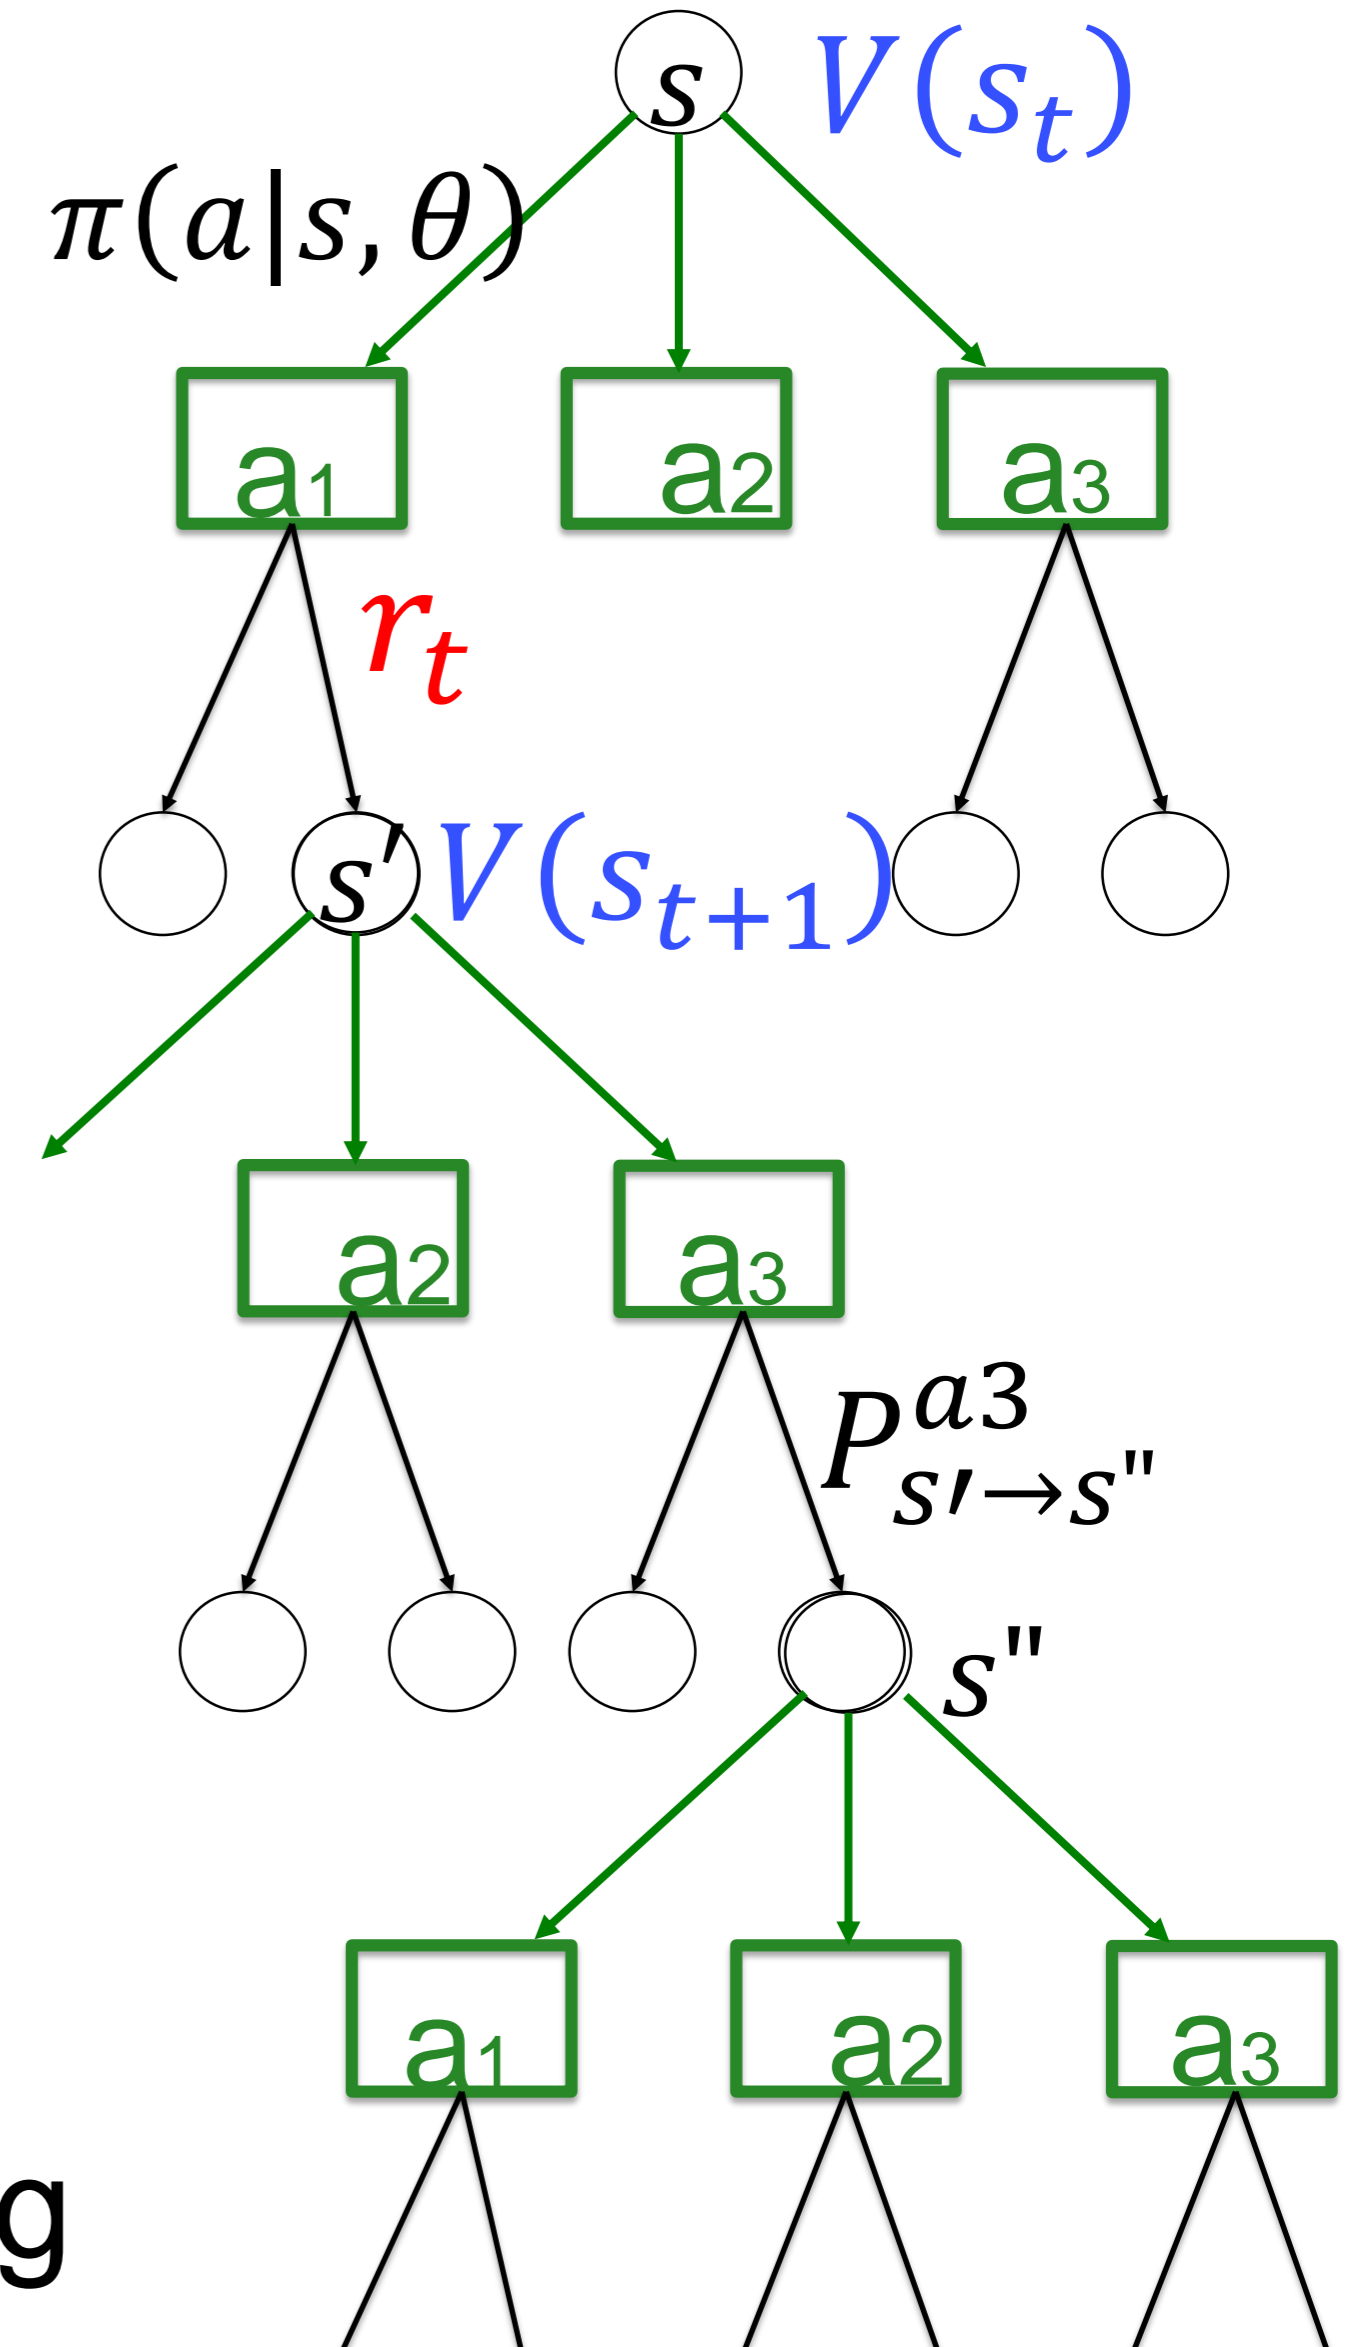 s V(s_t)
π(a|s, θ)
a1 a2 a3
r_t
s′ V(s_{t+1})
a2 a3
P^{a3}_{s′→s"}
s"
a1 a2 a3
g